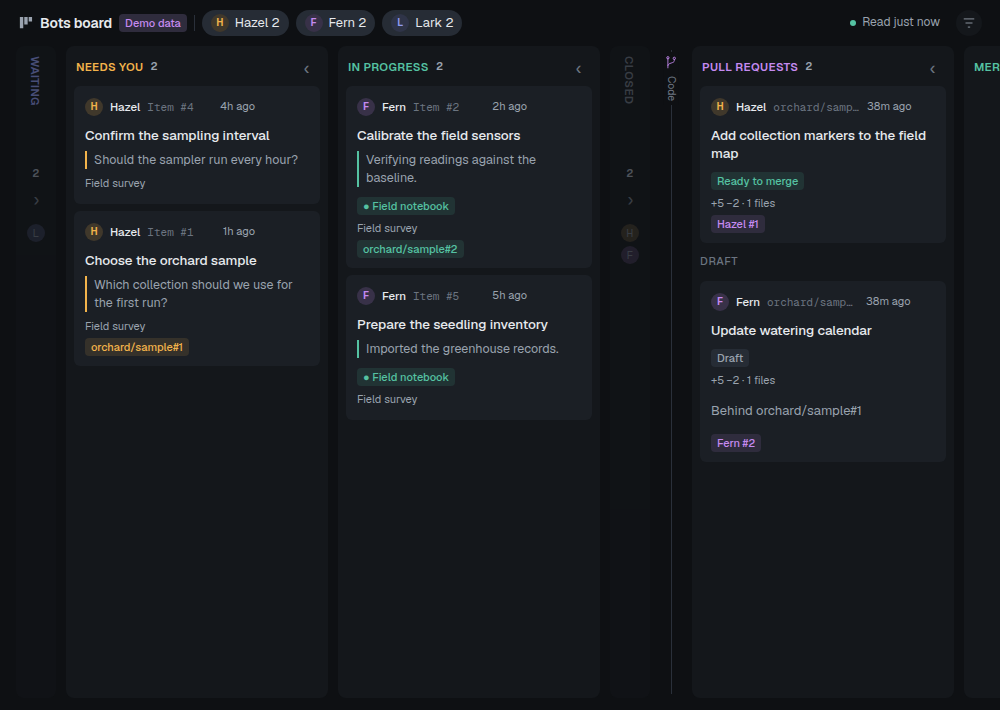 Bots board Demo data H Hazel 2 F Fern 2 L Lark 2 Read just now
WAITING
2
L
NEEDS YOU 2
H Hazel Item #4 4h ago
Confirm the sampling interval
Should the sampler run every hour?
Field survey
H Hazel Item #1 1h ago
Choose the orchard sample
Which collection should we use for
the first run?
Field survey
orchard/sample#1
IN PROGRESS 2
F Fern Item #2 2h ago
Calibrate the field sensors
Verifying readings against the
baseline.
Field notebook
Field survey
orchard/sample#2
F Fern Item #5 5h ago
Prepare the seedling inventory
Imported the greenhouse records.
Field notebook
Field survey
CLOSED
2
H
F
Code
PULL REQUESTS 2
H Hazel orchard/samp… 38m ago
Add collection markers to the field
map
Ready to merge
+5 −2 · 1 files
Hazel #1
DRAFT
F Fern orchard/samp… 38m ago
Update watering calendar
Draft
+5 −2 · 1 files
Behind orchard/sample#1
Fern #2
MER